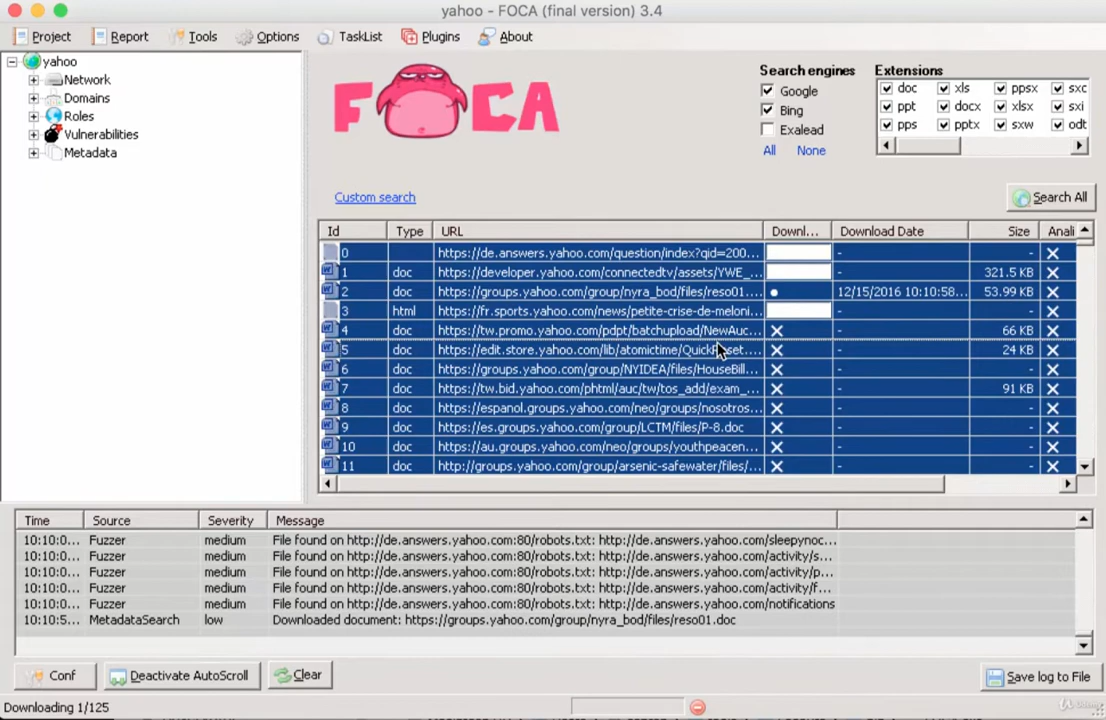 yahoo - FOCA (final version) 3.4
Project Report Tools Options TaskList Plugins About
yahoo
Network
Domains
Roles
Vulnerabilities
Metadata
FOCA
Search engines
Google
Bing
Exalead
All None
Extensions
doc xls ppsx sxc
ppt docx xlsx sxi
pps pptx sxw odt
Custom search
Search All
Id Type URL Downl... Download Date Size Anali
0 https://de.answers.yahoo.com/question/index?qid=200... - -
1 doc https://developer.yahoo.com/connectedtv/assets/YWE_... - 321.5 KB
2 doc https://groups.yahoo.com/group/nyra_bod/files/reso01.... 12/15/2016 10:10:58... 53.99 KB
3 html https://fr.sports.yahoo.com/news/petite-crise-de-meloni... - -
4 doc https://tw.promo.yahoo.com/pdpt/batchupload/NewAuc... - 66 KB
5 doc https://edit.store.yahoo.com/lib/atomictime/ - 24 KB
6 doc https://groups.yahoo.com/group/NYIDEA/files/HouseBill... - -
7 doc https://tw.bid.yahoo.com/phtml/auc/tw/tos_add/exam_... - 91 KB
8 doc https://espanol.groups.yahoo.com/neo/groups/nosotros... - -
9 doc https://es.groups.yahoo.com/group/LCTM/files/P-8.doc - -
10 doc https://au.groups.yahoo.com/neo/groups/youthpeacen... - -
11 doc http://groups.yahoo.com/group/arsenic-safewater/files/... - -
Time Source Severity Message
10:10:0... Fuzzer medium File found on http://de.answers.yahoo.com:80/robots.txt: http://de.answers.yahoo.com/sleepynoc...
10:10:0... Fuzzer medium File found on http://de.answers.yahoo.com:80/robots.txt: http://de.answers.yahoo.com/activity/s...
10:10:0... Fuzzer medium File found on http://de.answers.yahoo.com:80/robots.txt: http://de.answers.yahoo.com/activity/p...
10:10:0... Fuzzer medium File found on http://de.answers.yahoo.com:80/robots.txt: http://de.answers.yahoo.com/activity/f...
10:10:0... Fuzzer medium File found on http://de.answers.yahoo.com:80/robots.txt: http://de.answers.yahoo.com/notifications
10:10:5... MetadataSearch low Downloaded document: https://groups.yahoo.com/group/nyra_bod/files/reso01.doc
Conf Deactivate AutoScroll Clear Save log to File
Downloading 1/125
Udemy